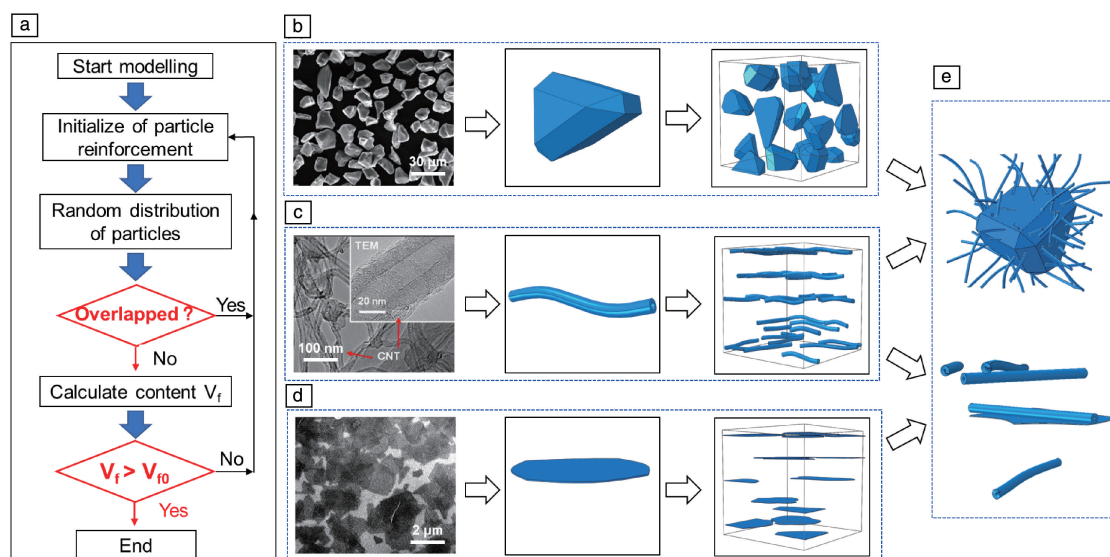 a
Start modelling
Initialize of particle
reinforcement
Random distribution
of particles
Overlapped ?
Yes
No
Calculate content Vf
Vf > Vf0
No
Yes
End
b
30 μm
c
TEM
20 nm
100 nm
CNT
d
2 μm
e